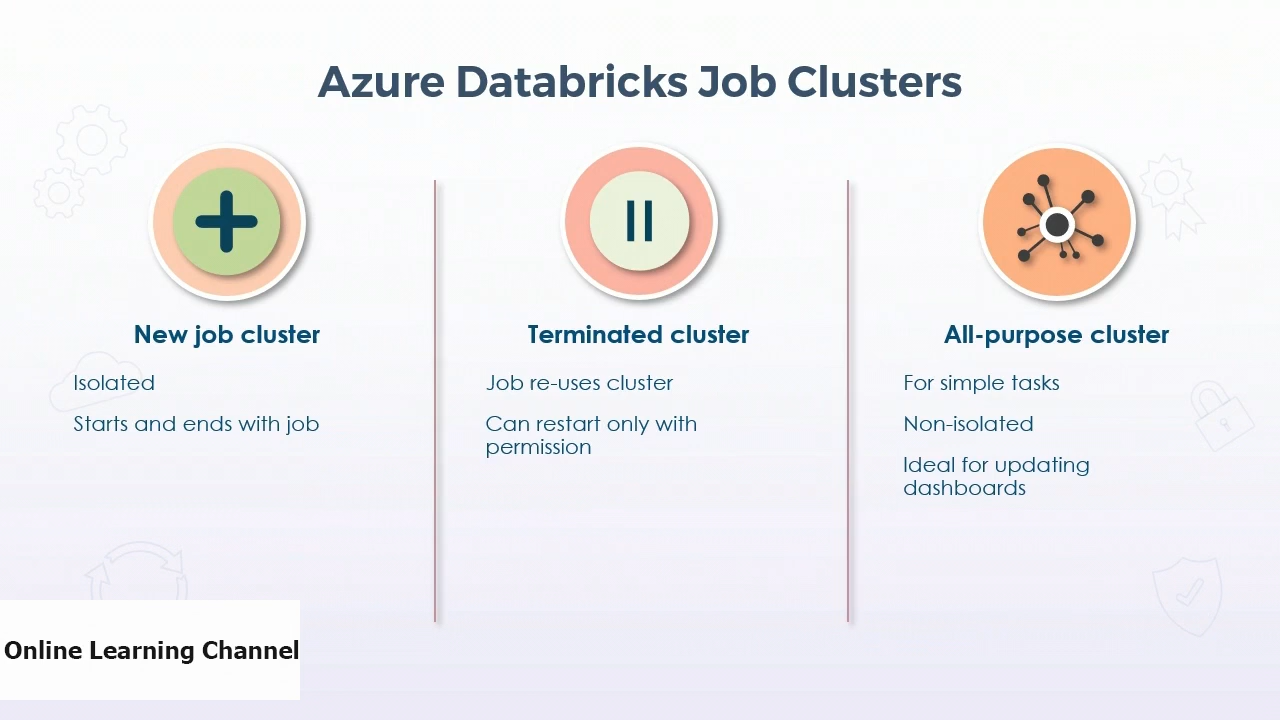 Azure Databricks Job Clusters
New job cluster
Isolated
Starts and ends with job
Terminated cluster
Job re-uses cluster
Can restart only with
permission
All-purpose cluster
For simple tasks
Non-isolated
Ideal for updating
dashboards
Online Learning Channel